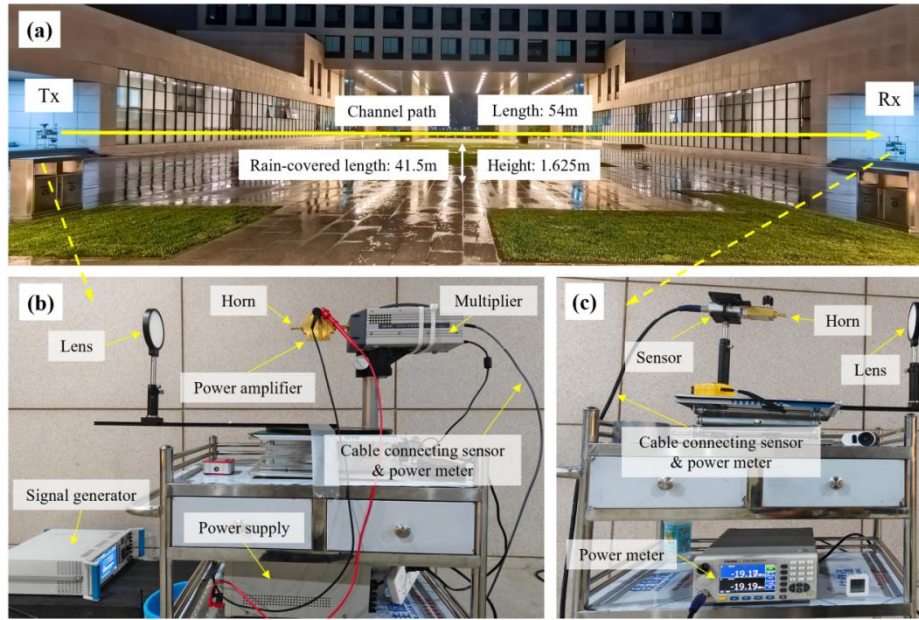 (a)
Tx
Rx
Channel path
Length: 54m
Rain-covered length: 41.5m
Height: 1.625m
(b)
Horn
Multiplier
Lens
Power amplifier
Cable connecting sensor
& power meter
Signal generator
Power supply
(c)
Horn
Sensor
Lens
Cable connecting sensor
& power meter
Power meter
-19.17
-19.19